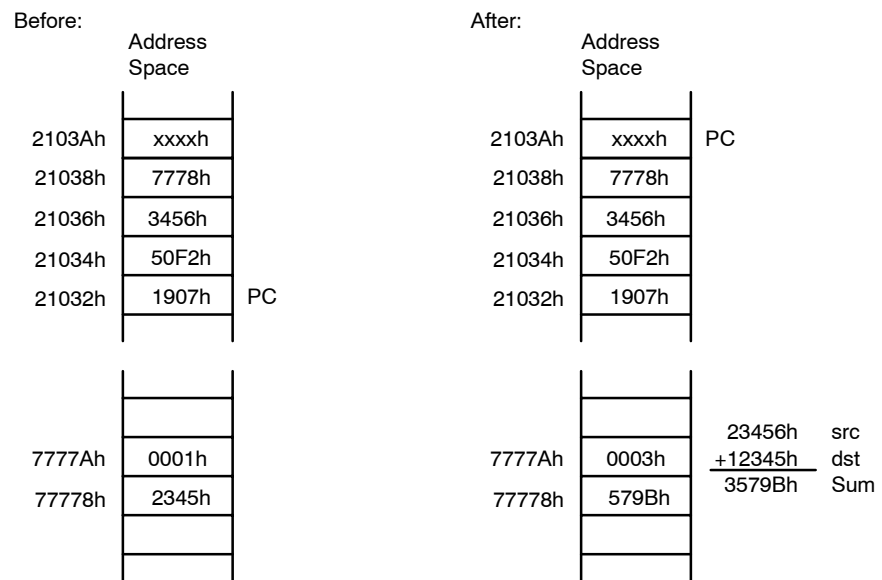 Before:
Address
Space
2103Ah xxxxh
21038h 7778h
21036h 3456h
21034h 50F2h
21032h 1907h PC
7777Ah 0001h
77778h 2345h
After:
Address
Space
2103Ah xxxxh PC
21038h 7778h
21036h 3456h
21034h 50F2h
21032h 1907h
23456h src
7777Ah 0003h +12345h dst
77778h 579Bh 3579Bh Sum